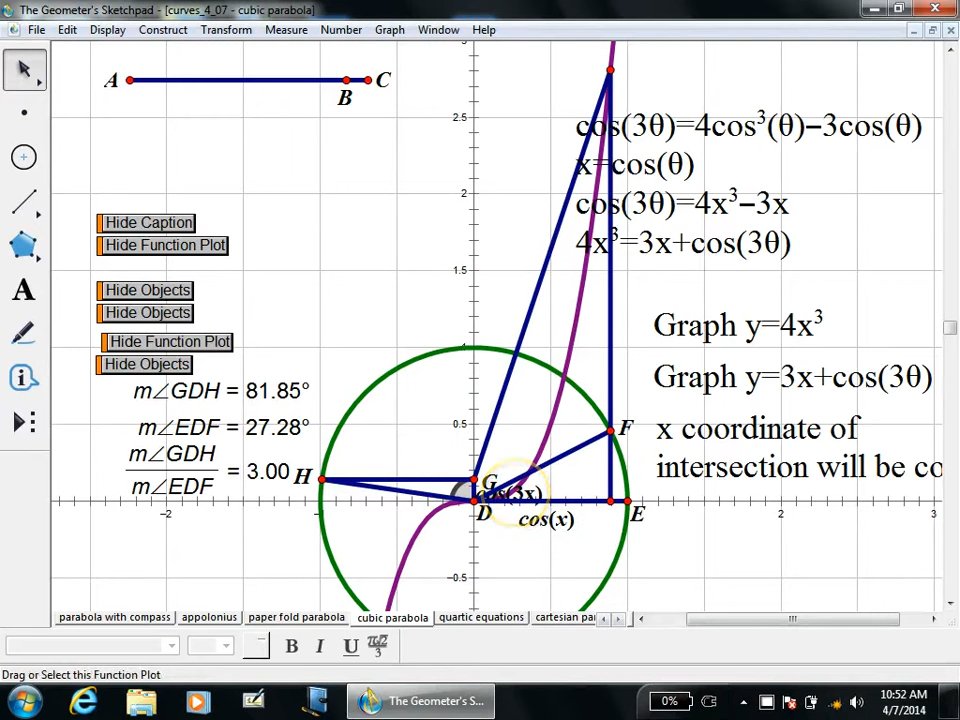 The Geometer's Sketchpad - [curves_4_07 - cubic parabola]
File Edit Display Construct Transform Measure Number Graph Window Help
A B C
3
2.5
2
1.5
1
0.5
-0.5
-2
-1
2
3
cos(3θ)=4cos³(θ)−3cos(θ)
x=cos(θ)
cos(3θ)=4x³−3x
4x³=3x+cos(3θ)
Hide Caption
Hide Function Plot
Hide Objects
Hide Objects
Hide Function Plot
Hide Objects
m∠GDH = 81.85°
m∠EDF = 27.28°
m∠GDH
m∠EDF
= 3.00
Graph y=4x³
Graph y=3x+cos(3θ)
x coordinate of
intersection will be co
H
G
F
cos(3x)
D
cos(x)
E
parabola with compass appolonius paper fold parabola cubic parabola quartic equations cartesian par
B I U
Drag or Select this Function Plot
The Geometer's S...
0%
10:52 AM
4/7/2014